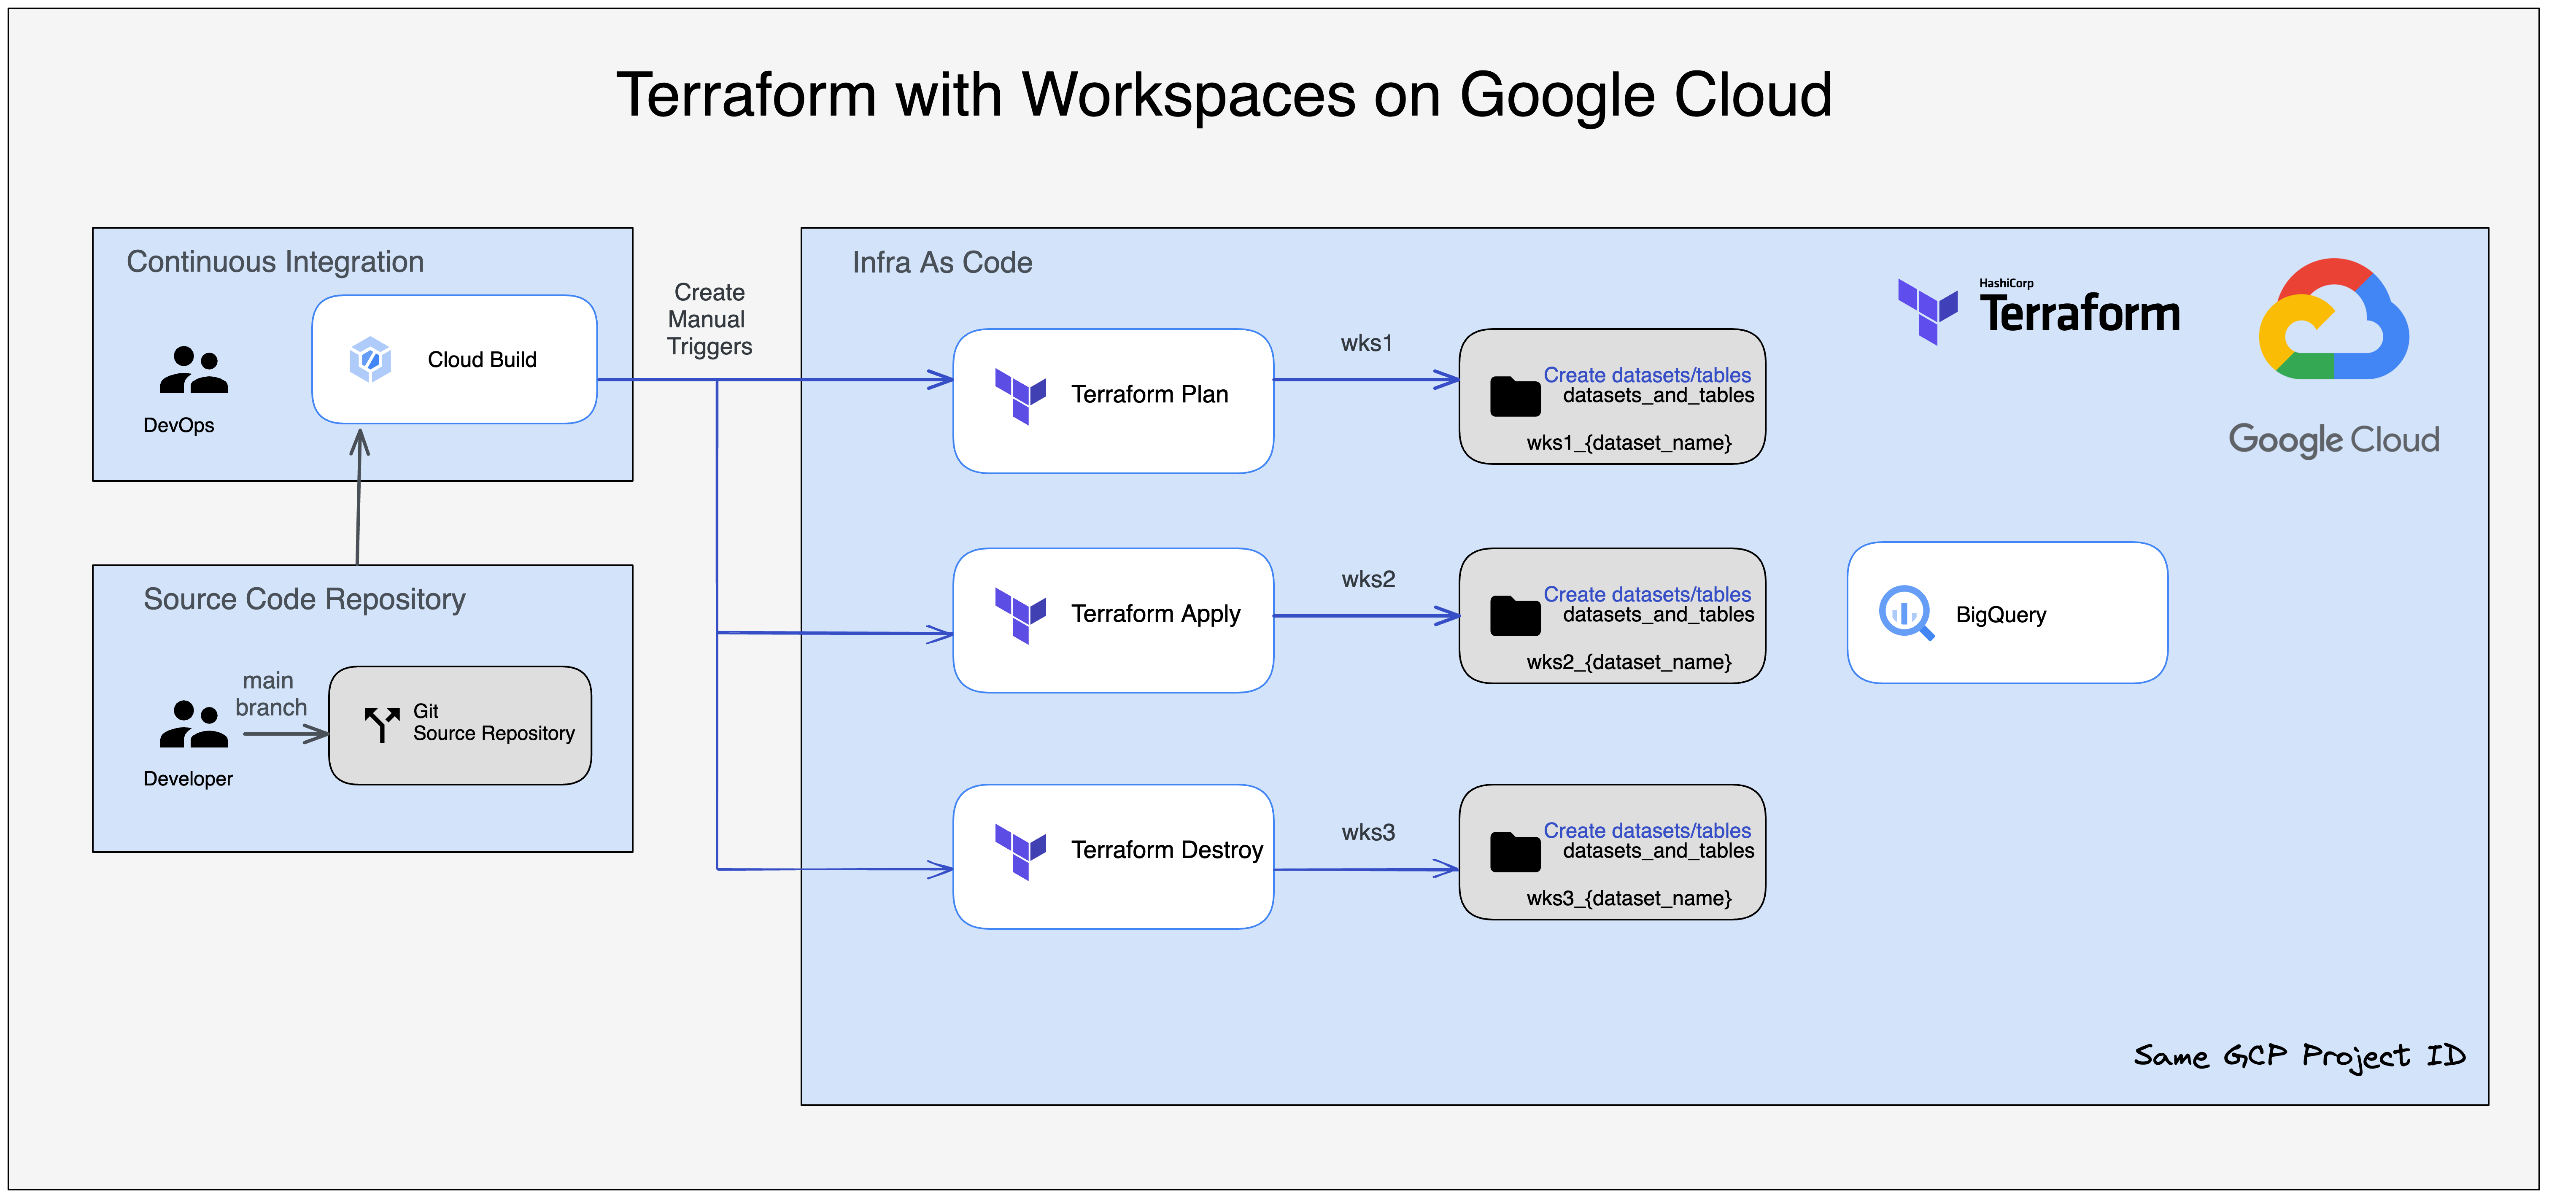 Terraform with Workspaces on Google Cloud
Continuous Integration
DevOps
Cloud Build
Create
Manual
Triggers
Source Code Repository
main
branch
Developer
Git
Source Repository
Infra As Code
HashiCorp
Terraform
Google Cloud
Terraform Plan
wks1
Create datasets/tables
datasets_and_tables
wks1_{dataset_name}
Terraform Apply
wks2
Create datasets/tables
datasets_and_tables
wks2_{dataset_name}
BigQuery
Terraform Destroy
wks3
Create datasets/tables
datasets_and_tables
wks3_{dataset_name}
Same GCP Project ID